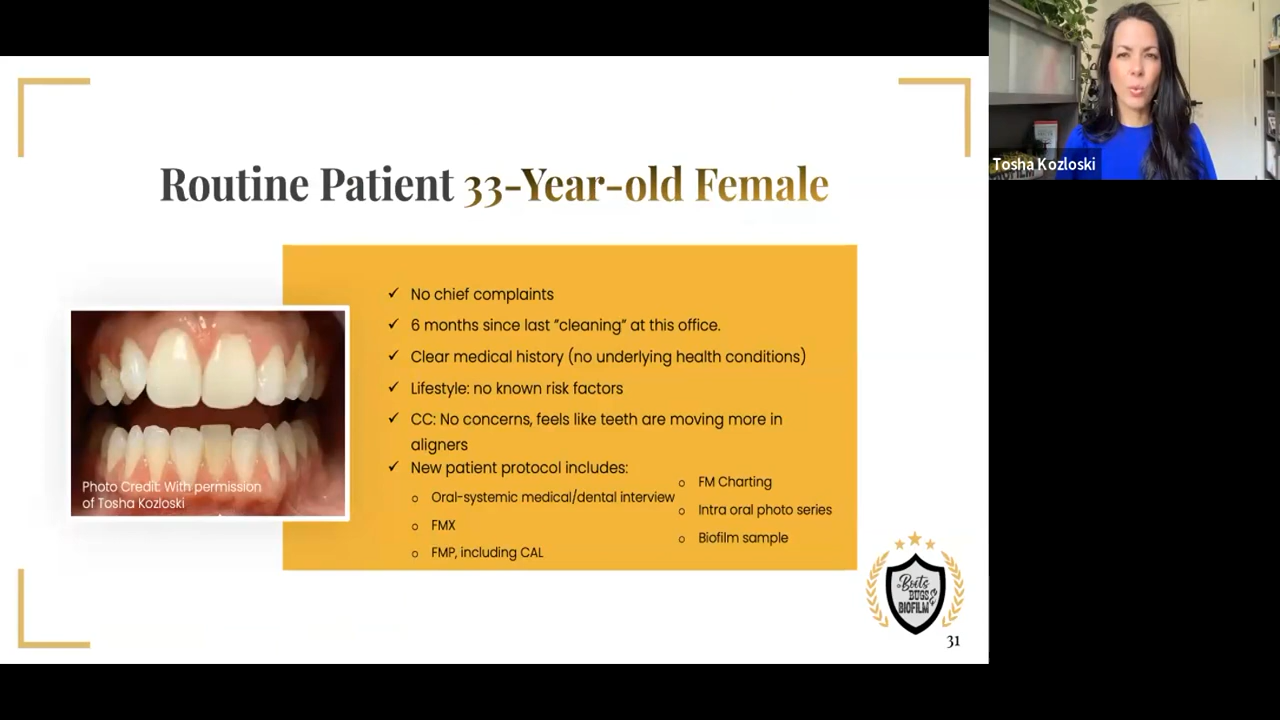 Tosha Kozloski
Routine Patient 33-Year-old Female
✓ No chief complaints
✓ 6 months since last "cleaning" at this office.
✓ Clear medical history (no underlying health conditions)
✓ Lifestyle: no known risk factors
✓ CC: No concerns, feels like teeth are moving more in
aligners
✓ New patient protocol includes:
o Oral-systemic medical/dental interview
o FMX
o FMP, including CAL
o FM Charting
o Intra oral photo series
o Biofilm sample
Photo Credit: With permission
of Tosha Kozloski
Boots
BUGS &
BIOFILM
31